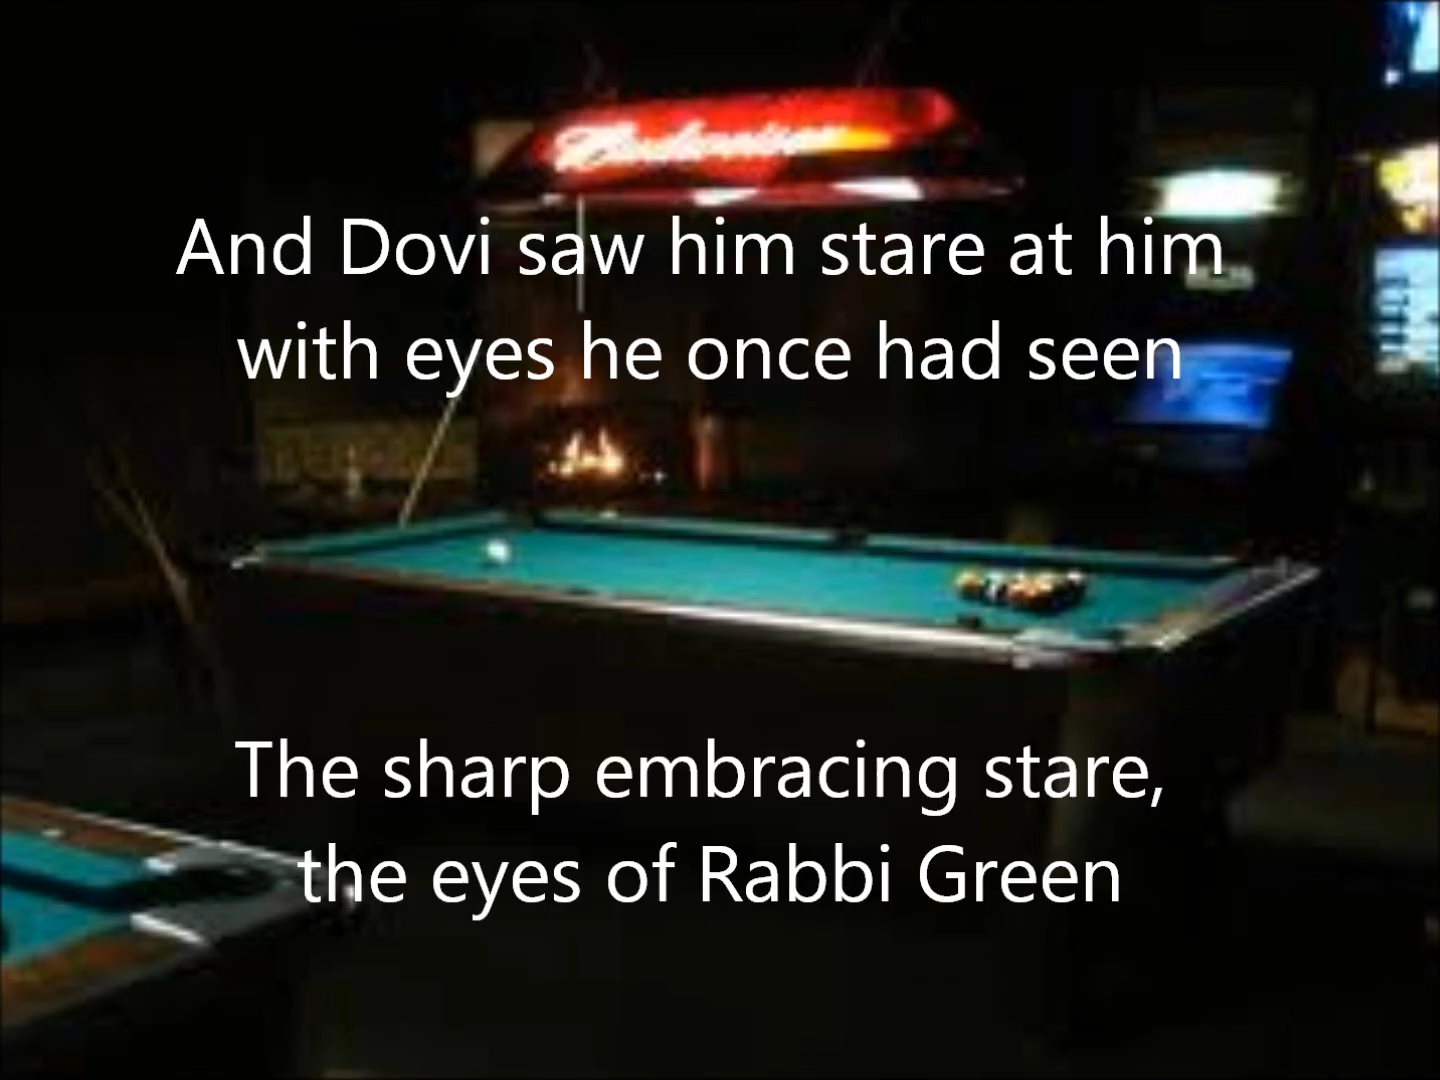 Budweiser
And Dovi saw him stare at him
with eyes he once had seen
The sharp embracing stare,
the eyes of Rabbi Green